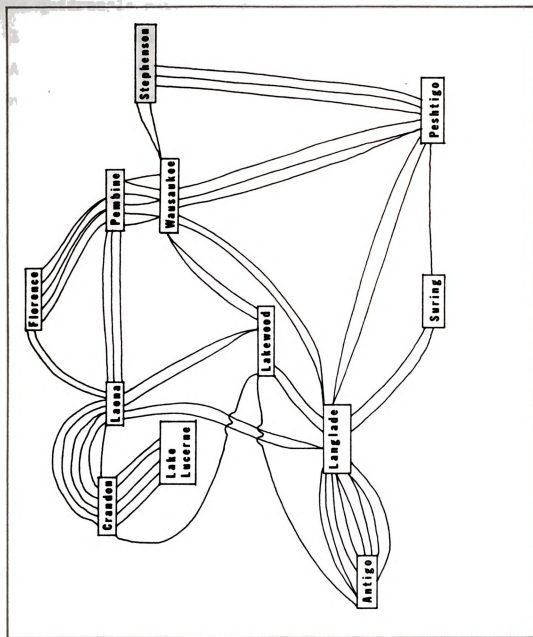 Stephenson
Peshtigo
Pembine
Wausaukee
Florence
Suring
Lakewood
Laona
Langlade
Lake
Lucerne
Crandon
Antigo